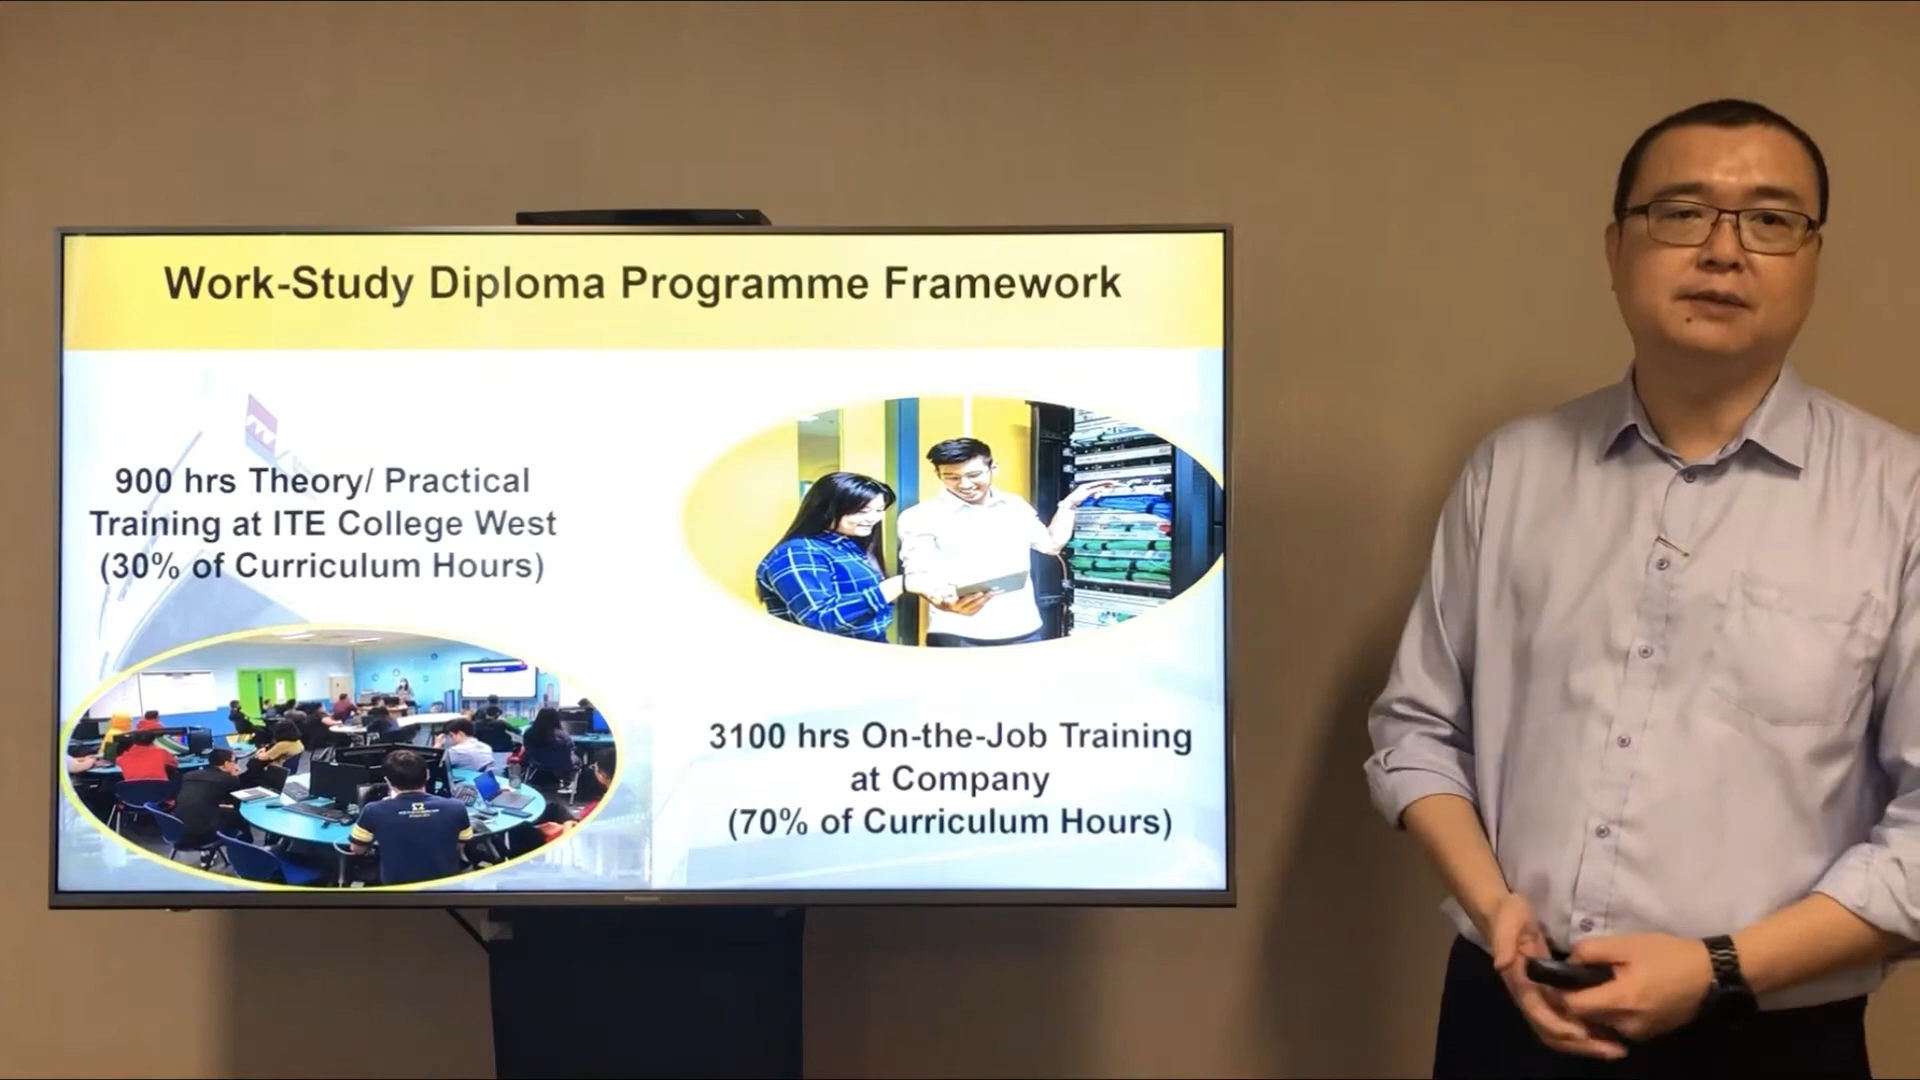 Work-Study Diploma Programme Framework
900 hrs Theory/ Practical
Training at ITE College West
(30% of Curriculum Hours)
3100 hrs On-the-Job Training
at Company
(70% of Curriculum Hours)
Panasonic